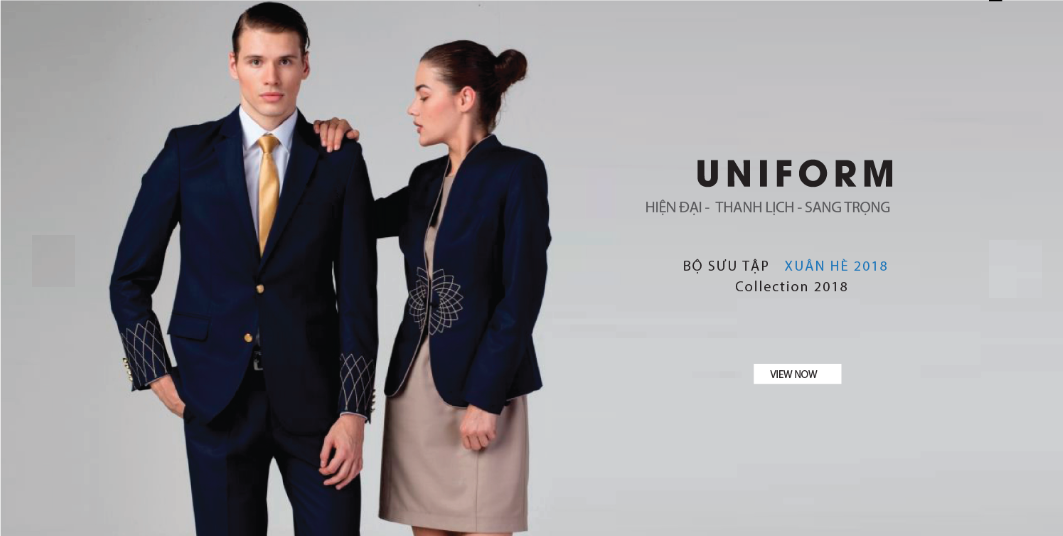 UNIFORM
HIỆN ĐẠI - THANH LỊCH - SANG TRỌNG
BỘ SƯU TẬP XUÂN HÈ 2018
Collection 2018
VIEW NOW